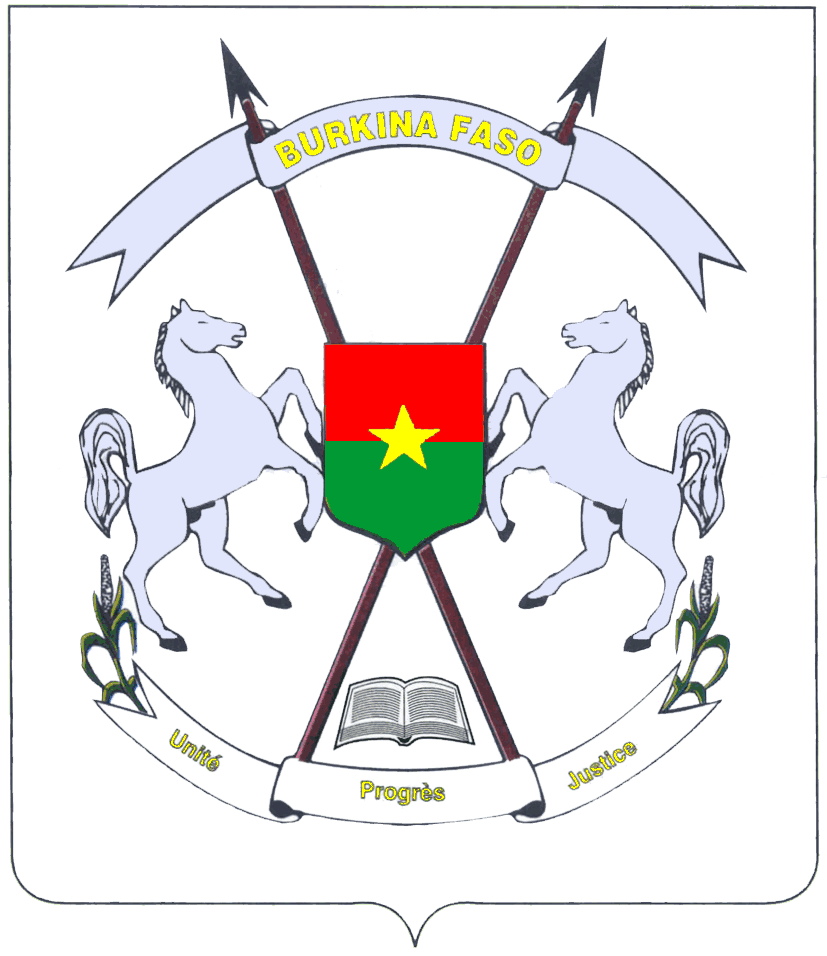 BURKINA FASO
Unité
Progrès
Justice